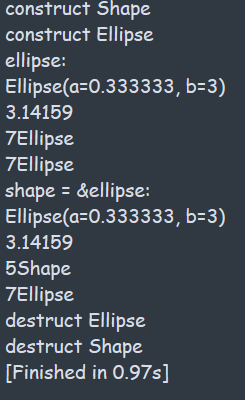 construct Shape
construct Ellipse
ellipse:
Ellipse(a=0.333333, b=3)
3.14159
7Ellipse
7Ellipse
shape = &ellipse:
Ellipse(a=0.333333, b=3)
3.14159
5Shape
7Ellipse
destruct Ellipse
destruct Shape
[Finished in 0.97s]